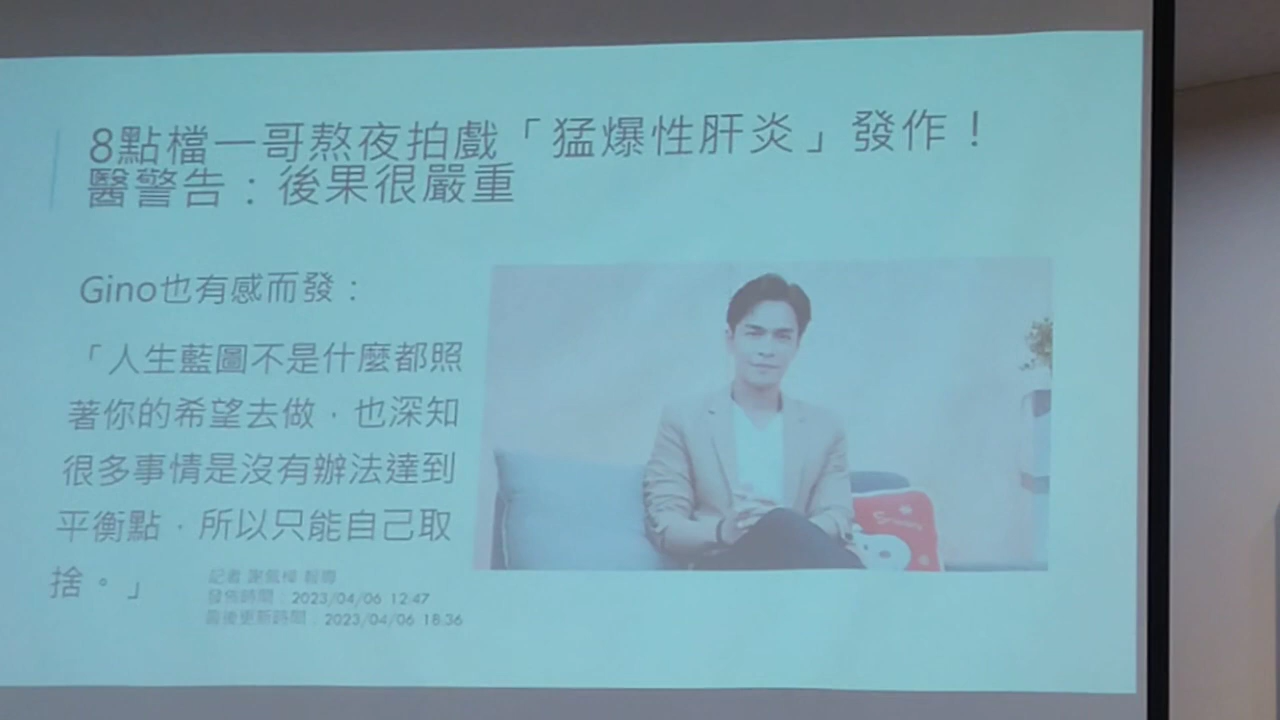 8點檔一哥熬夜拍戲「猛爆性肝炎」發作！
醫警告：後果很嚴重
Gino也有感而發：
「人生藍圖不是什麼都照
著你的希望去做，也深知
很多事情是沒有辦法達到
平衡點，所以只能自己取
捨。」
記者 謝佩樺 報導
發佈時間：2023/04/06 12:47
最後更新時間：2023/04/06 18:36